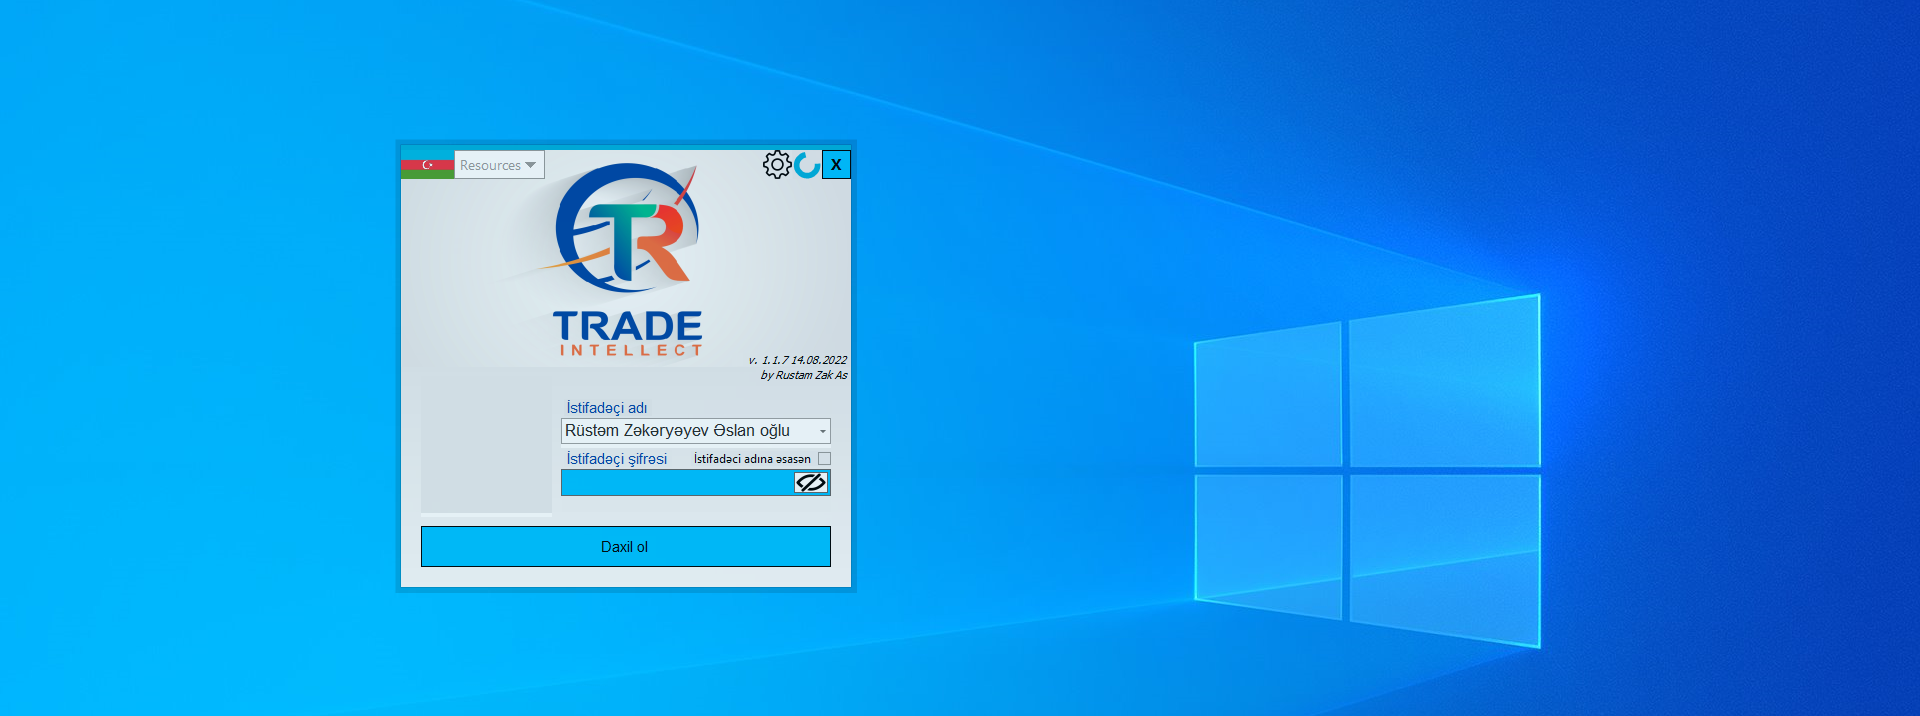 Resources
X
TR
TRADE
INTELLECT
v. 1.1.7 14.08.2022
by Rustam Zak As
İstifadəçi adı
Rüstəm Zəkəryəyev Əslan oğlu
İstifadəçi şifrəsi İstifadəci adına əsasən
Daxil ol